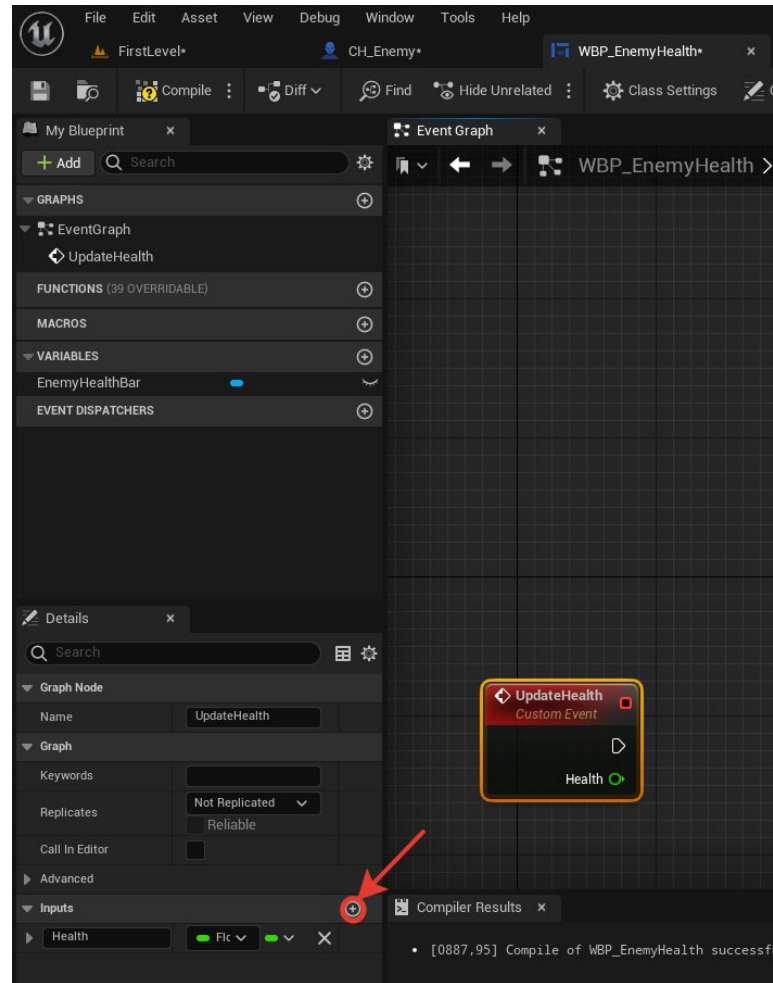 File Edit Asset View Debug Window Tools Help
FirstLevel* CH_Enemy* WBP_EnemyHealth*
Compile Diff Find Hide Unrelated Class Settings
My Blueprint Event Graph
Add Search WBP_EnemyHealth
GRAPHS
EventGraph
UpdateHealth
FUNCTIONS (39 OVERRIDABLE)
MACROS
VARIABLES
EnemyHealthBar
EVENT DISPATCHERS
Details
Search
Graph Node
Name UpdateHealth
Graph
Keywords
Replicates Not Replicated
Reliable
Call In Editor
Advanced
Inputs
Health Flc
UpdateHealth
Custom Event
Health
Compiler Results
[0887,95] Compile of WBP_EnemyHealth successf